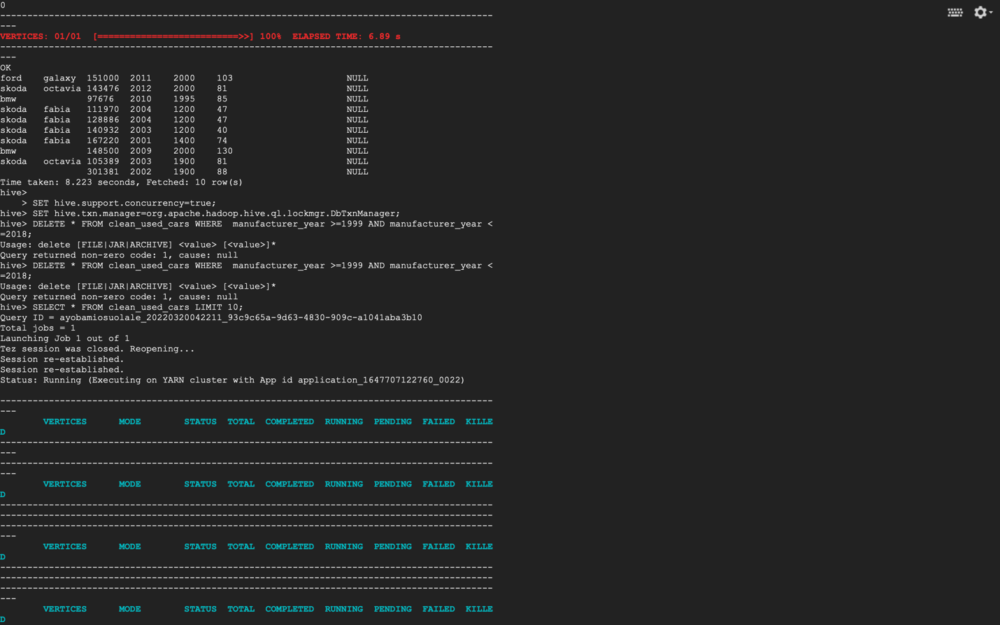 0
--------------------------------------------------------------------------------------------
---
VERTICES: 01/01  [==========================>>] 100%  ELAPSED TIME: 6.89 s
--------------------------------------------------------------------------------------------
---
OK
ford    galaxy  151000  2011    2000    103                     NULL
skoda   octavia 143476  2012    2000    81                      NULL
bmw             97676   2010    1995    85                      NULL
skoda   fabia   111970  2004    1200    47                      NULL
skoda   fabia   128886  2004    1200    47                      NULL
skoda   fabia   140932  2003    1200    40                      NULL
skoda   fabia   167220  2001    1400    74                      NULL
bmw             148500  2009    2000    130                     NULL
skoda   octavia 105389  2003    1900    81                      NULL
                301381  2002    1900    88                      NULL
Time taken: 8.223 seconds, Fetched: 10 row(s)
hive>
    > SET hive.support.concurrency=true;
hive> SET hive.txn.manager=org.apache.hadoop.hive.ql.lockmgr.DbTxnManager;
hive> DELETE * FROM clean_used_cars WHERE  manufacturer_year >=1999 AND manufacturer_year <
=2018;
Usage: delete [FILE|JAR|ARCHIVE] <value> [<value>]*
Query returned non-zero code: 1, cause: null
hive> DELETE * FROM clean_used_cars WHERE  manufacturer_year >=1999 AND manufacturer_year <
=2018;
Usage: delete [FILE|JAR|ARCHIVE] <value> [<value>]*
Query returned non-zero code: 1, cause: null
hive> SELECT * FROM clean_used_cars LIMIT 10;
Query ID = ayobamiosuolale_20220320042211_93c9c65a-9d63-4830-909c-a1041aba3b10
Total jobs = 1
Launching Job 1 out of 1
Tez session was closed. Reopening...
Session re-established.
Session re-established.
Status: Running (Executing on YARN cluster with App id application_1647707122760_0022)
--------------------------------------------------------------------------------------------
---
        VERTICES      MODE        STATUS  TOTAL  COMPLETED  RUNNING  PENDING  FAILED  KILLE
D
--------------------------------------------------------------------------------------------
---
--------------------------------------------------------------------------------------------
---
        VERTICES      MODE        STATUS  TOTAL  COMPLETED  RUNNING  PENDING  FAILED  KILLE
D
--------------------------------------------------------------------------------------------
--------------------------------------------------------------------------------------------
--------------------------------------------------------------------------------------------
---
        VERTICES      MODE        STATUS  TOTAL  COMPLETED  RUNNING  PENDING  FAILED  KILLE
D
--------------------------------------------------------------------------------------------
--------------------------------------------------------------------------------------------
--------------------------------------------------------------------------------------------
---
        VERTICES      MODE        STATUS  TOTAL  COMPLETED  RUNNING  PENDING  FAILED  KILLE
D